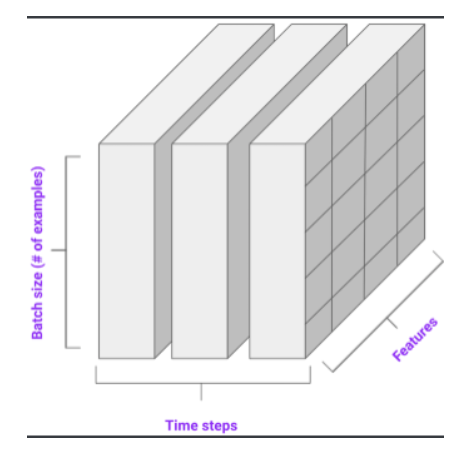 Batch size (# of examples)
Features
Time steps